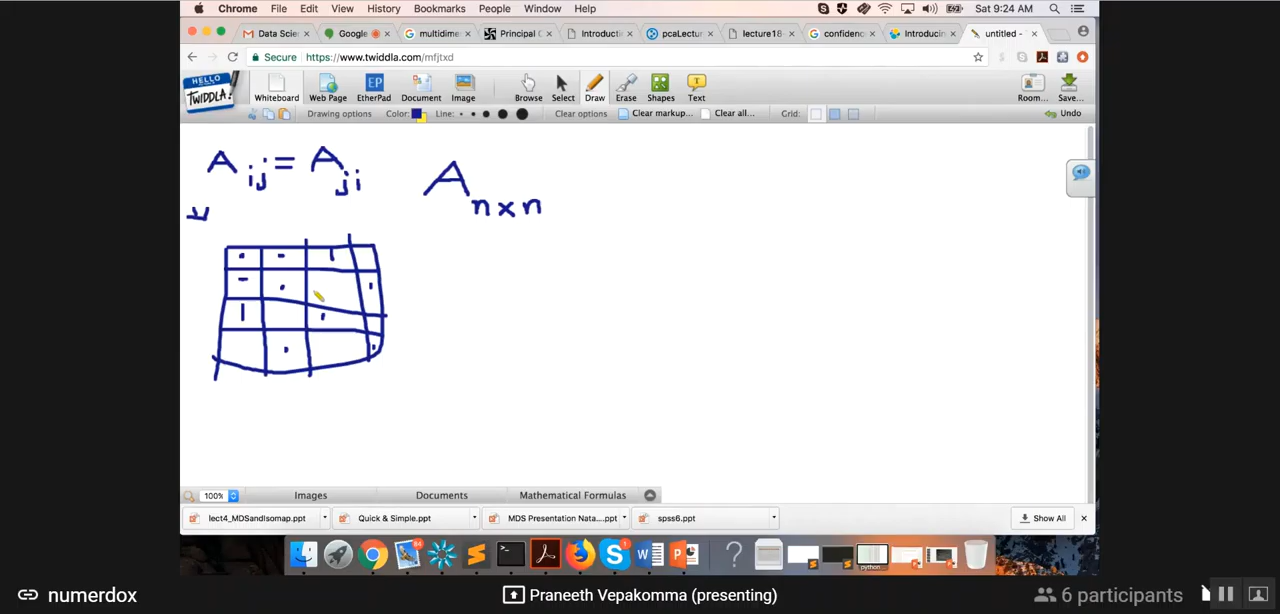 Chrome File Edit View History Bookmarks People Window Help Sat 9:24 AM
Data Scie Google multidime Principal C Introductio pcaLectur lecture18- confidenc Introducin untitled -
Secure https://www.twiddla.com/mfjtxd
HELLO TWIDDLA! Whiteboard Web Page EtherPad Document Image Browse Select Draw Erase Shapes Text Room... Save...
Drawing options Color: Line: Clear options Clear markup... Clear all... Grid: Undo
A ij = A ji A n x n
100% Images Documents Mathematical Formulas
lect4_MDSandIsomap.ppt Quick & Simple.ppt MDS Presentation Nata....ppt spss6.ppt Show All
python
numerdox Praneeth Vepakomma (presenting) 6 participants